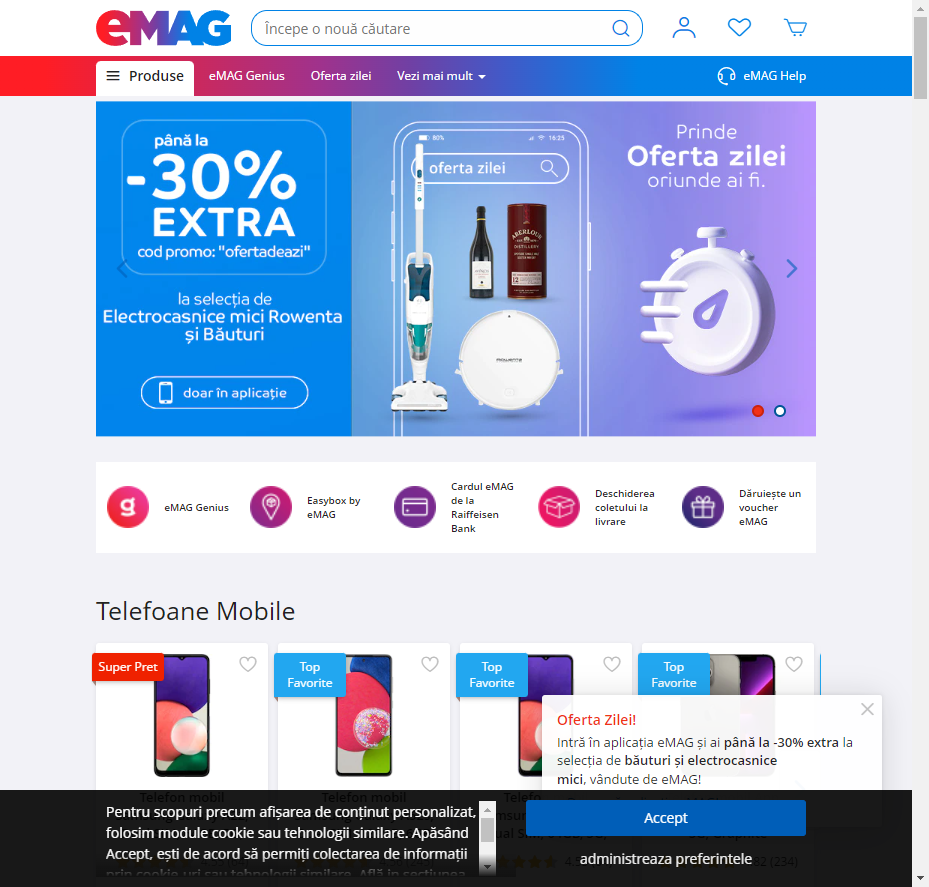 eMAG
Începe o nouă căutare
Produse
eMAG Genius
Oferta zilei
Vezi mai mult
eMAG Help
până la
-30%
EXTRA
cod promo: "ofertadeazi"
la selecția de
Electrocasnice mici Rowenta
și Băuturi
doar în aplicație
80%
16:25
oferta zilei
ABERLOUR
12
ROWENTA
Prinde
Oferta zilei
oriunde ai fi.
eMAG Genius
Easybox by
eMAG
Cardul eMAG
de la
Raiffeisen
Bank
Deschiderea
coletului la
livrare
Dăruiește un
voucher
eMAG
Telefoane Mobile
Super Pret
Top
Favorite
Top
Favorite
Top
Favorite
Oferta Zilei!
Intră în aplicația eMAG și ai până la -30% extra la
selecția de băuturi și electrocasnice
mici, vândute de eMAG!
Telefon mobil
Pentru scopuri precum afișarea de conținut personalizat,
folosim module cookie sau tehnologii similare. Apăsând
Accept, ești de acord să permiți colectarea de informații
prin cookie-uri sau tehnologii similare. Află in sectiunea
Accept
administreaza preferintele
(234)